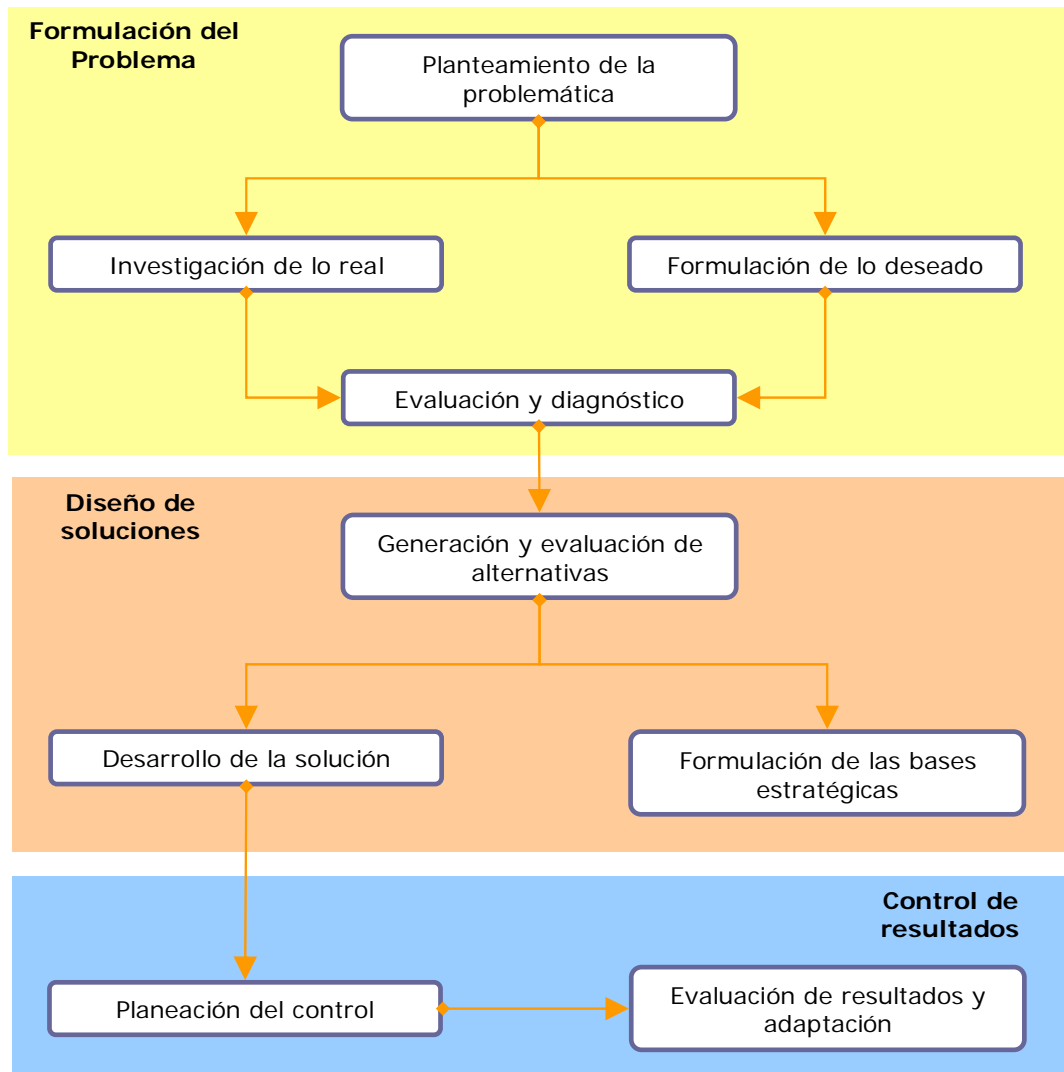 Formulación del
Problema
Planteamiento de la
problemática
Investigación de lo real
Formulación de lo deseado
Evaluación y diagnóstico
Diseño de
soluciones
Generación y evaluación de
alternativas
Desarrollo de la solución
Formulación de las bases
estratégicas
Control de
resultados
Planeación del control
Evaluación de resultados y
adaptación